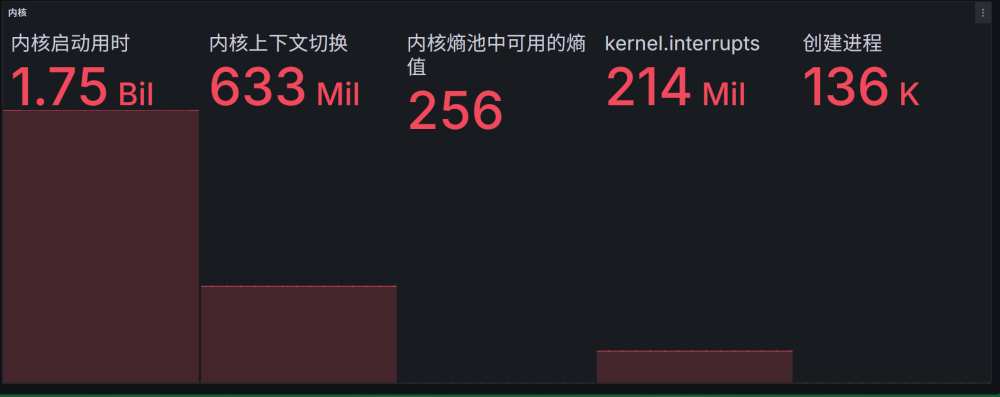 内核
内核启动用时
1.75 Bil
内核上下文切换
633 Mil
内核熵池中可用的熵
值
256
kernel.interrupts
214 Mil
创建进程
136 K